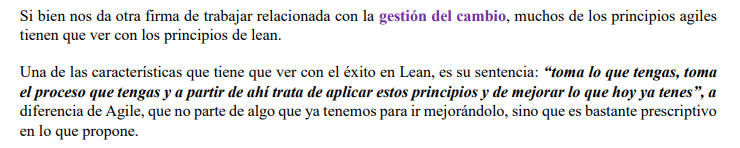 Si bien nos da otra firma de trabajar relacionada con la gestión del cambio, muchos de los principios agiles
tienen que ver con los principios de lean.
Una de las características que tiene que ver con el éxito en Lean, es su sentencia: “toma lo que tengas, toma
el proceso que tengas y a partir de ahí trata de aplicar estos principios y de mejorar lo que hoy ya tenes”, a
diferencia de Agile, que no parte de algo que ya tenemos para ir mejorándolo, sino que es bastante prescriptivo
en lo que propone.